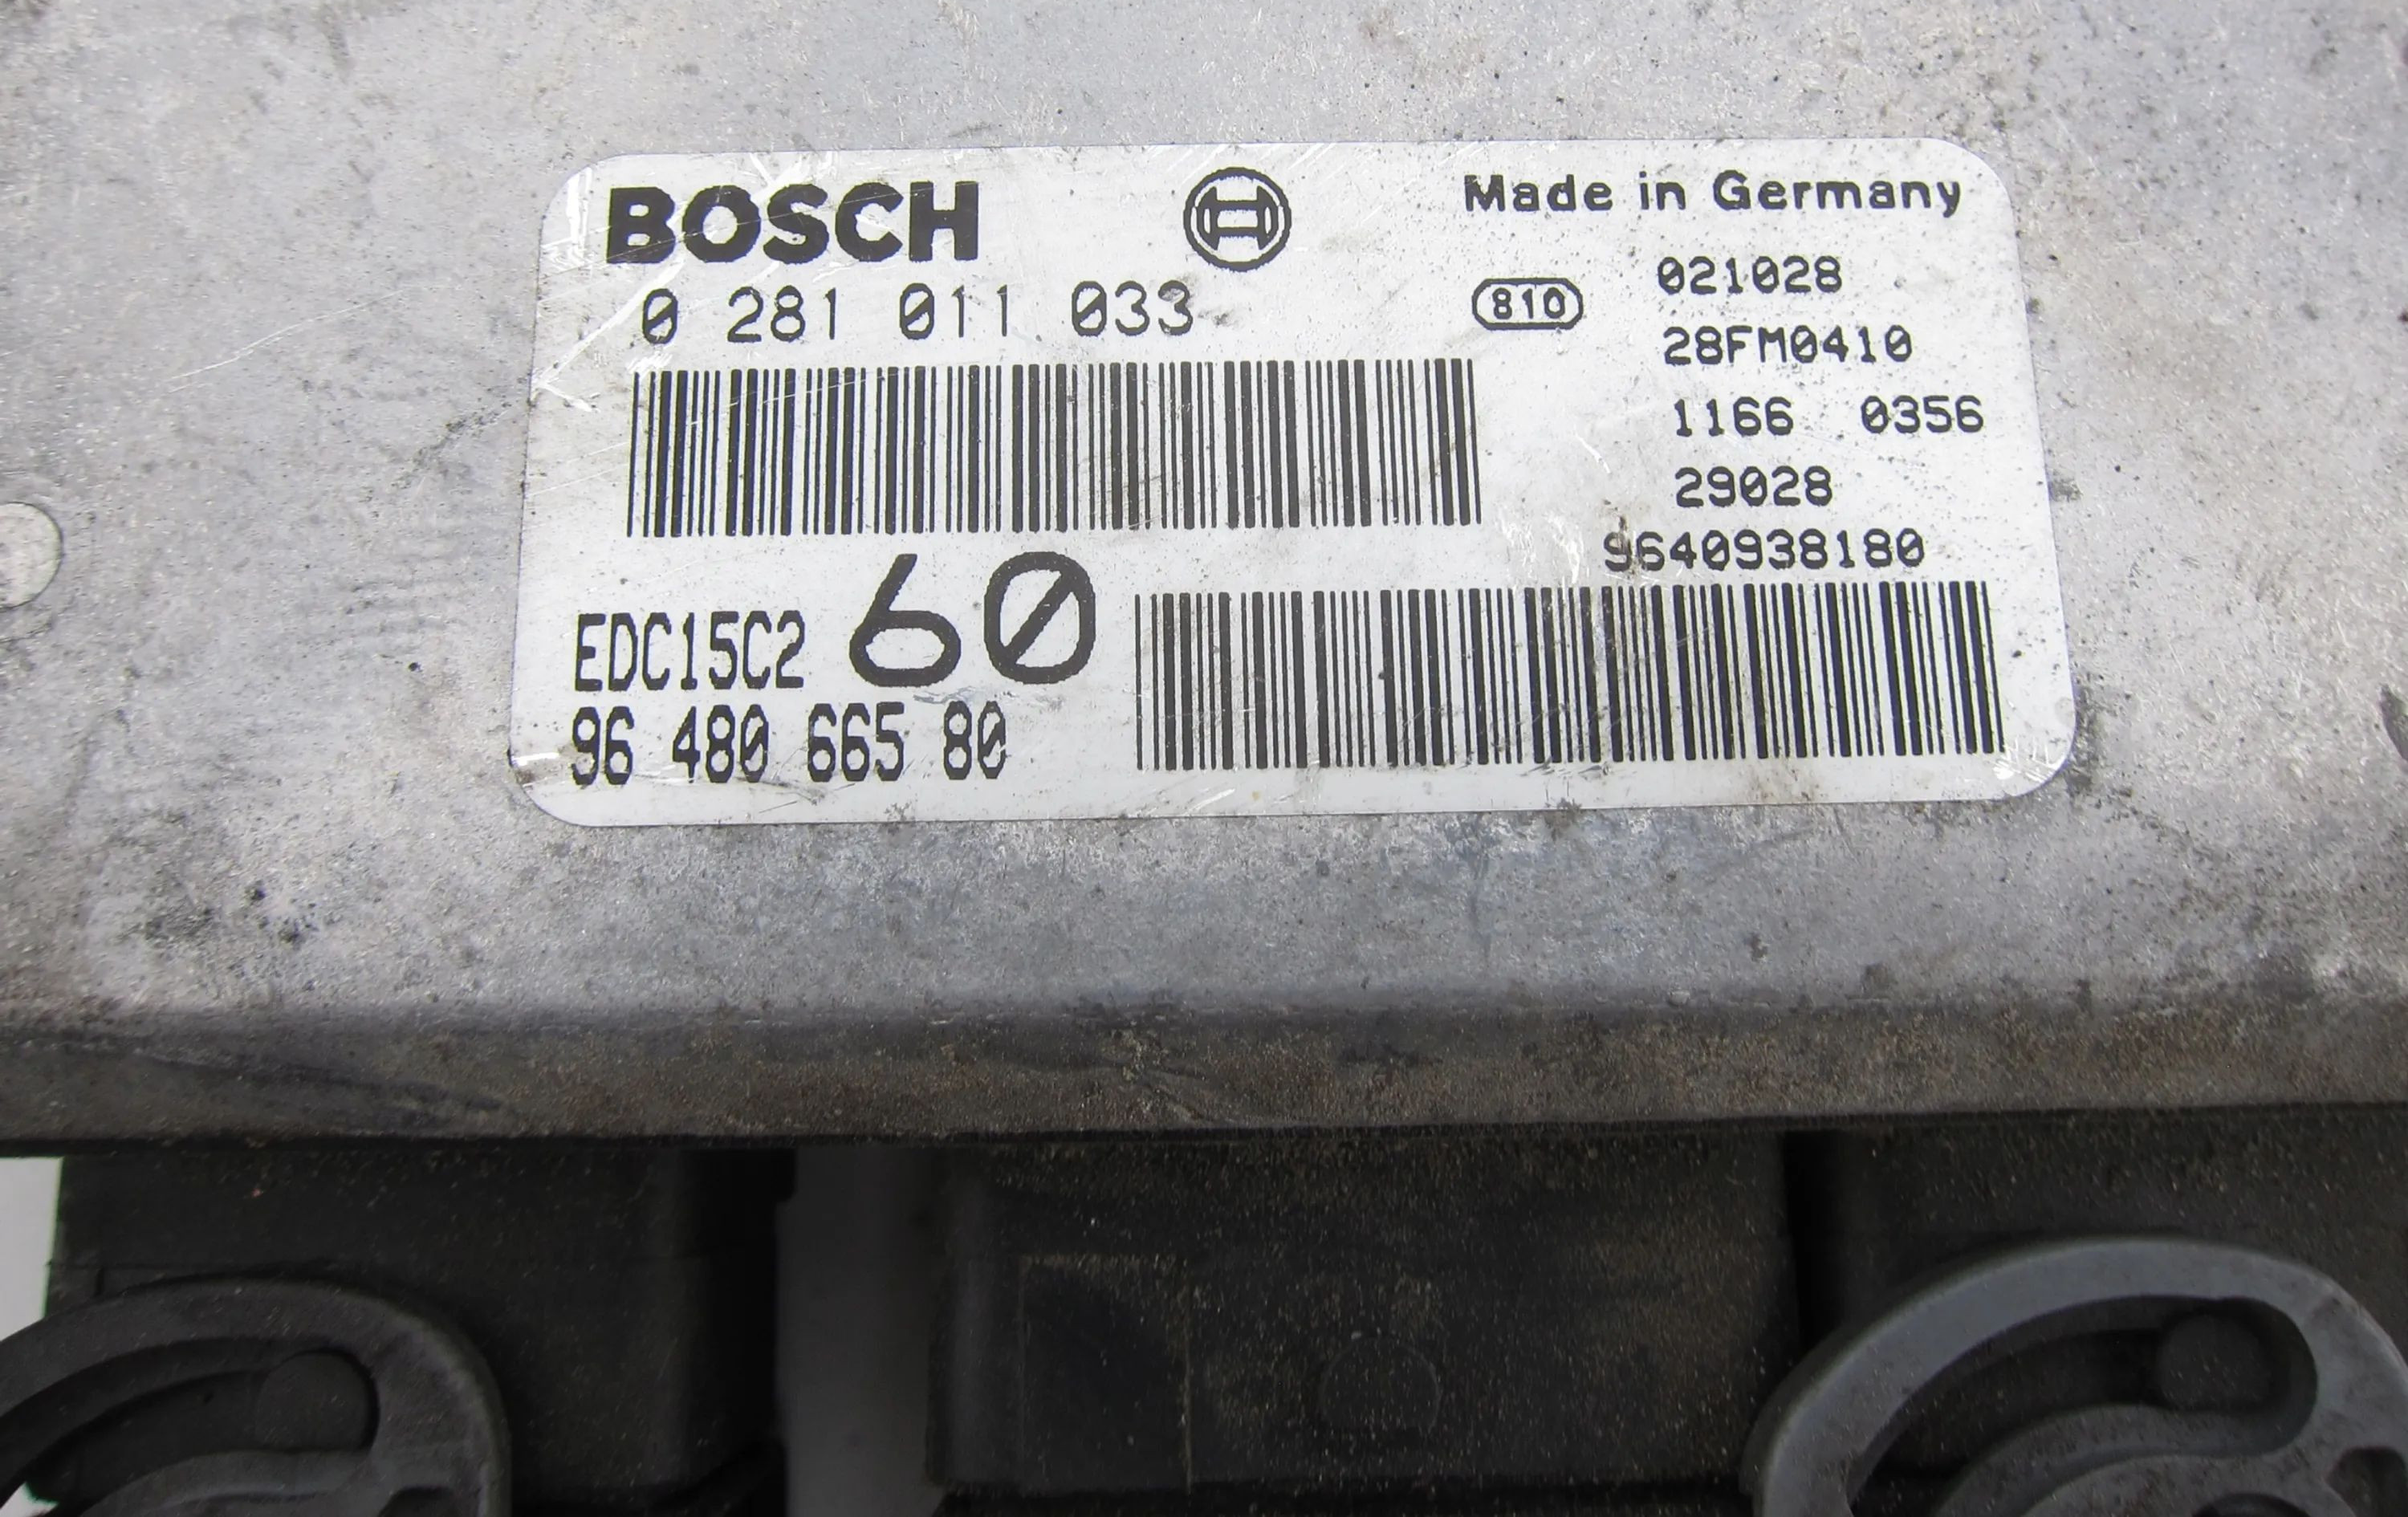 BOSCH
Made in Germany
0 281 011 033
810
021028
28FM0410
1166 0356
29028
9640938180
EDC15C2 60
96 480 665 80